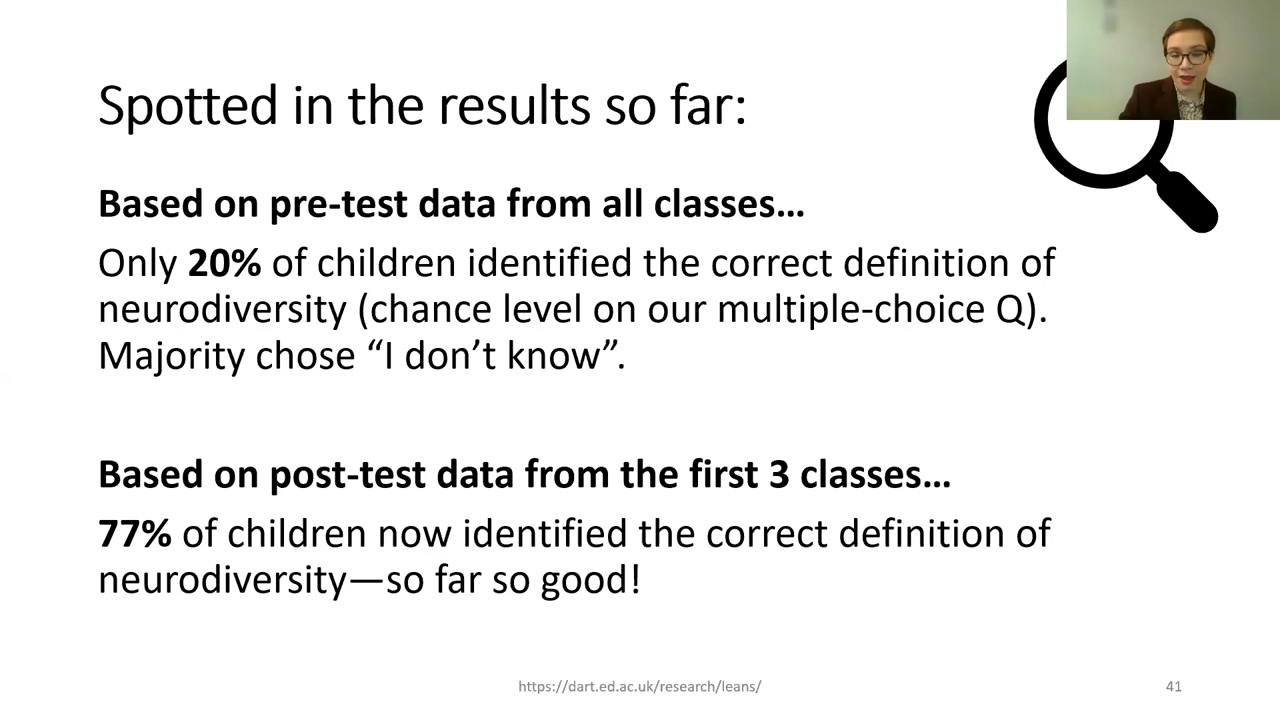 Spotted in the results so far:
Based on pre-test data from all classes…
Only 20% of children identified the correct definition of
neurodiversity (chance level on our multiple-choice Q).
Majority chose “I don’t know”.
Based on post-test data from the first 3 classes…
77% of children now identified the correct definition of
neurodiversity—so far so good!
https://dart.ed.ac.uk/research/leans/
41